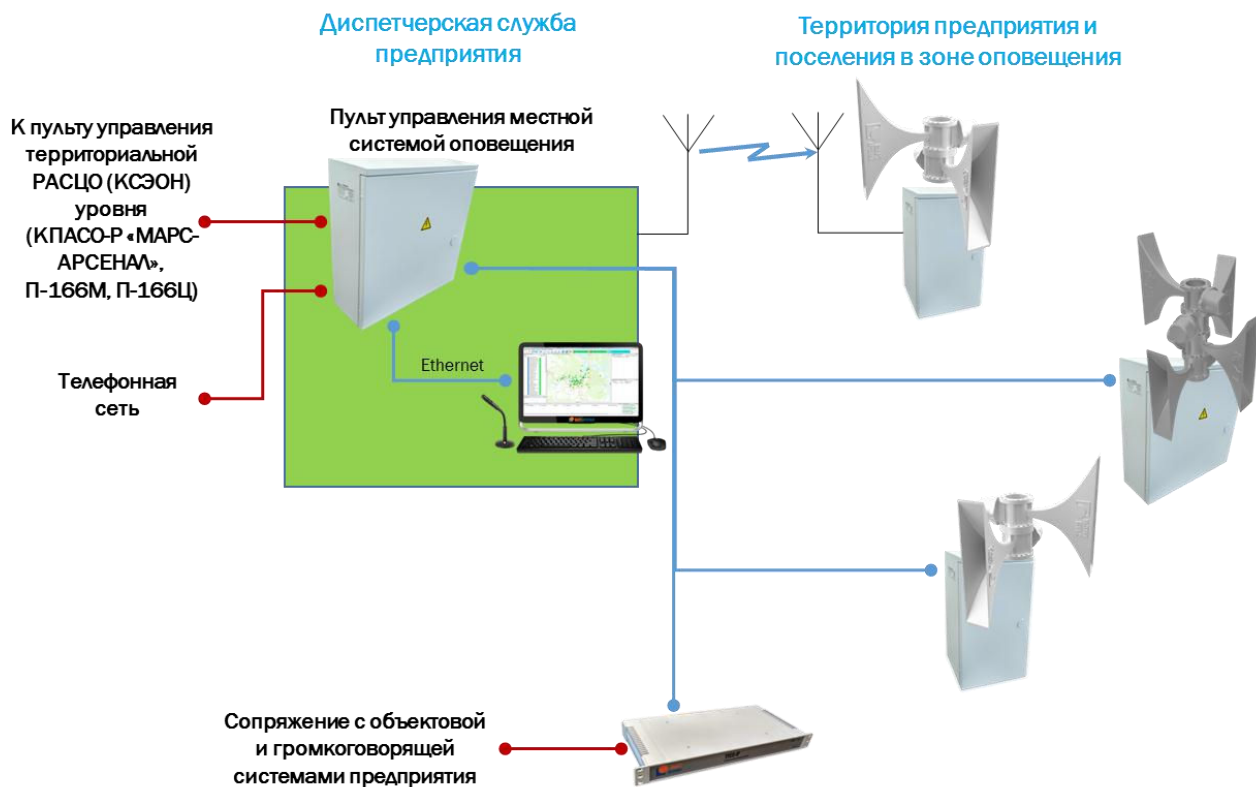 Диспетчерская служба
предприятия
Территория предприятия и
поселения в зоне оповещения
К пульту управления
территориальной
РАСЦО (КСЭОН)
уровня
(КПАСО-Р «МАРС-
АРСЕНАЛ»,
П-166М, П-166Ц)
Пульт управления местной
системой оповещения
Ethernet
Телефонная
сеть
Сопряжение с объектовой
и громкоговорящей
системами предприятия